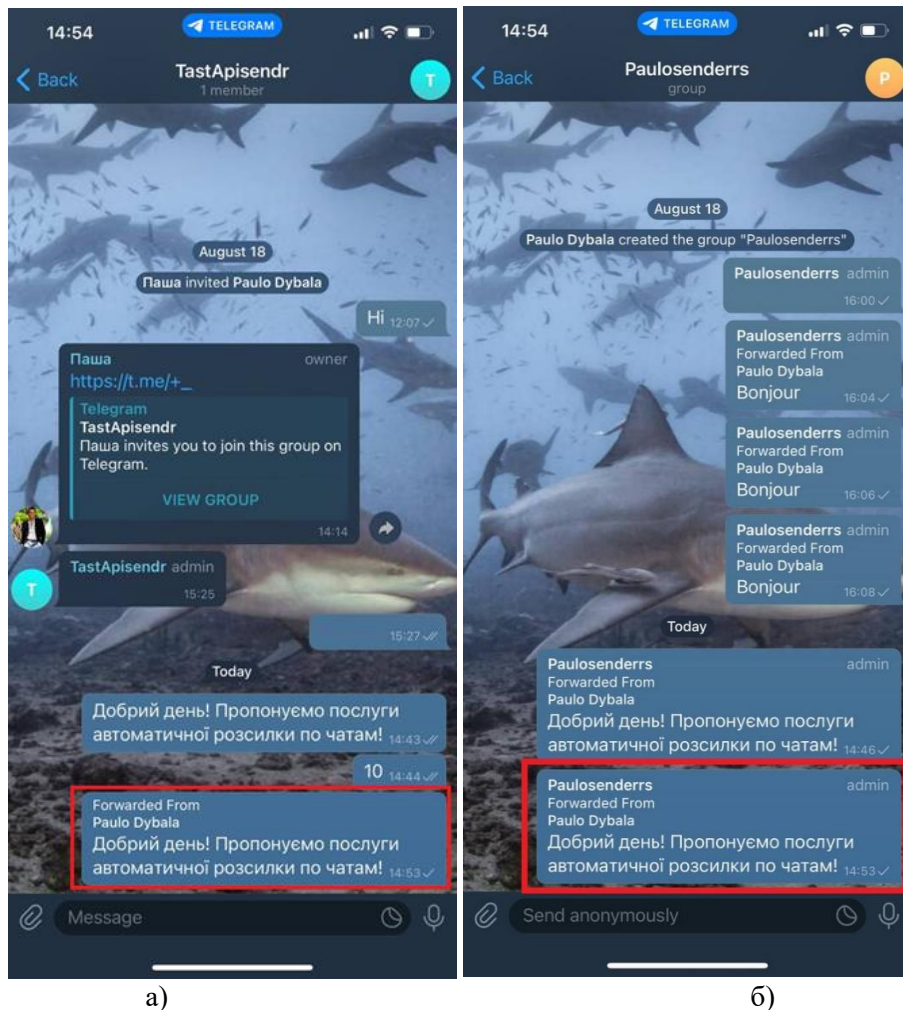 14:54
TELEGRAM
Back
TastApisendr
1 member
T
August 18
Паша invited Paulo Dybala
Hi 12:07
Паша owner
https://t.me/+_
Telegram
TastApisendr
Паша invites you to join this group on
Telegram.
VIEW GROUP
14:14
T
TastApisendr admin
15:25
15:27
Today
Добрий день! Пропонуємо послуги
автоматичної розсилки по чатам! 14:43
10 14:44
Forwarded From
Paulo Dybala
Добрий день! Пропонуємо послуги
автоматичної розсилки по чатам! 14:53
Message
а)
14:54
TELEGRAM
Back
Paulosenderrs
group
P
August 18
Paulo Dybala created the group "Paulosenderrs"
Paulosenderrs admin
16:00
Paulosenderrs admin
Forwarded From
Paulo Dybala
Bonjour 16:04
Paulosenderrs admin
Forwarded From
Paulo Dybala
Bonjour 16:06
Paulosenderrs admin
Forwarded From
Paulo Dybala
Bonjour 16:08
Today
Paulosenderrs admin
Forwarded From
Paulo Dybala
Добрий день! Пропонуємо послуги
автоматичної розсилки по чатам! 14:46
Paulosenderrs admin
Forwarded From
Paulo Dybala
Добрий день! Пропонуємо послуги
автоматичної розсилки по чатам! 14:53
Send anonymously
б)